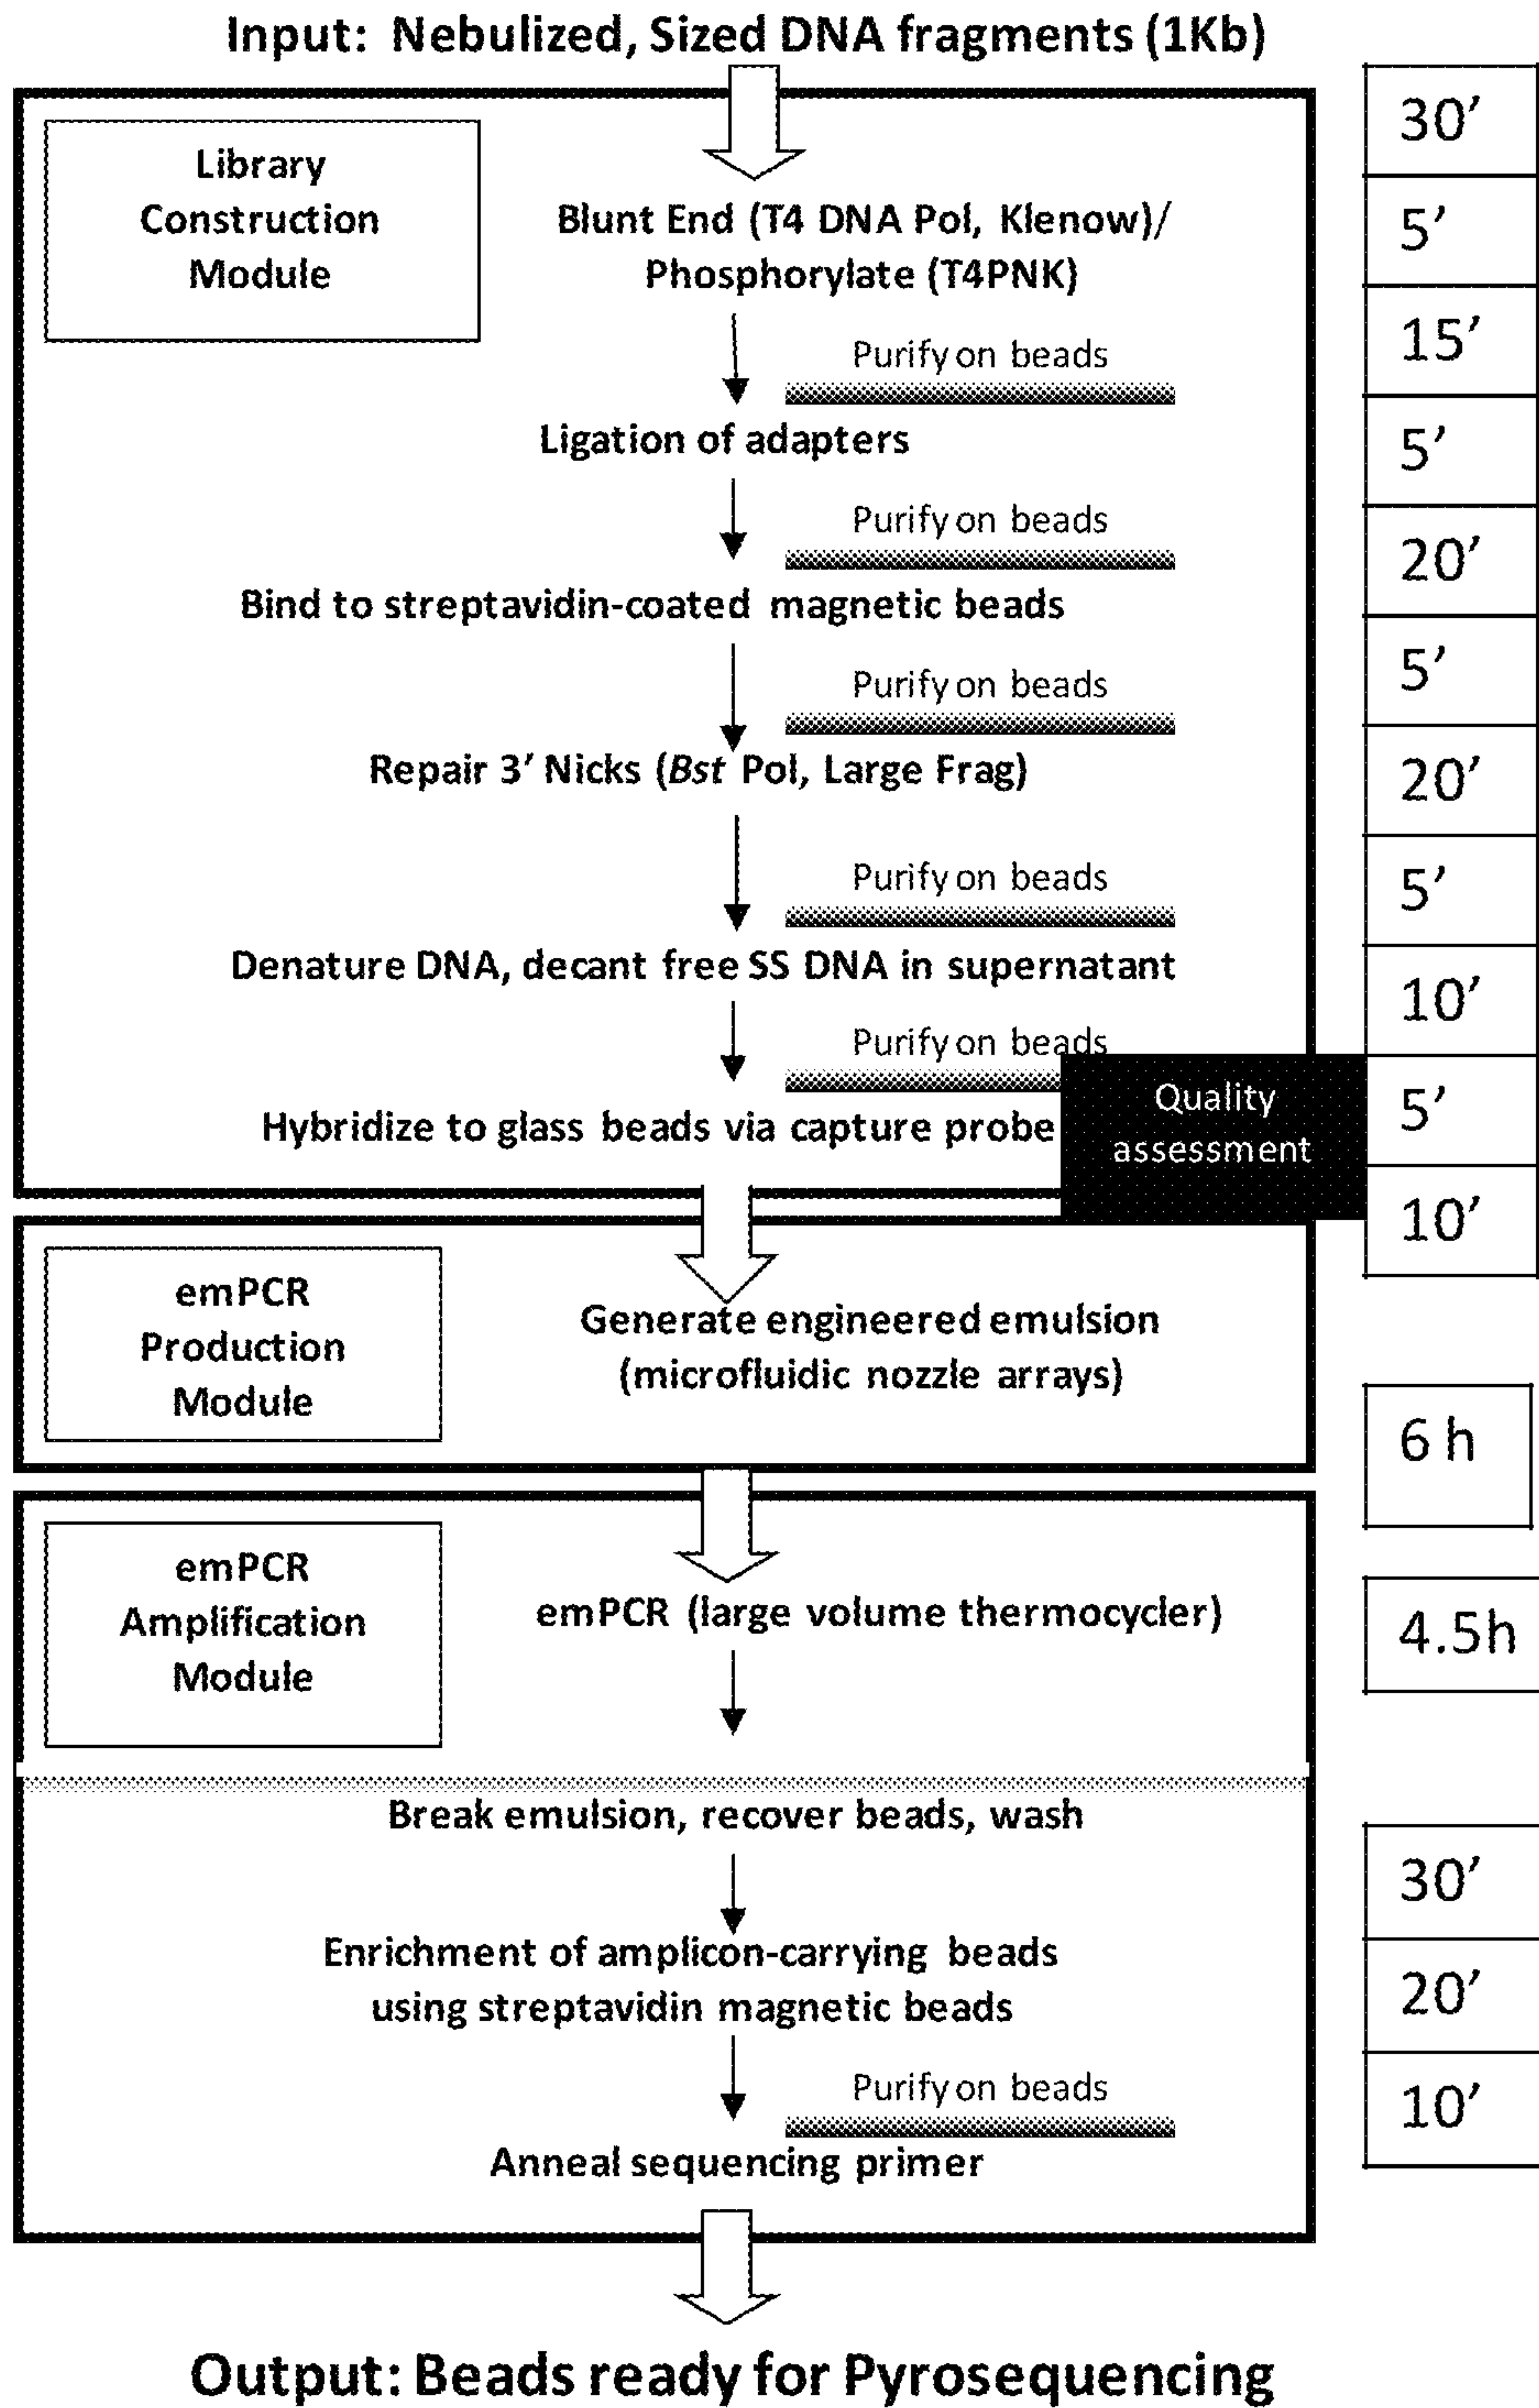 Input: Nebulized, Sized DNA fragments (1Kb)
Library
Construction
Module
Blunt End (T4 DNA Pol, Klenow)/
Phosphorylate (T4PNK)
Purify on beads
Ligation of adapters
Purify on beads
Bind to streptavidin-coated magnetic beads
Purify on beads
Repair 3′ Nicks (Bst Pol, Large Frag)
Purify on beads
Denature DNA, decant free SS DNA in supernatant
Purify on beads
Hybridize to glass beads via capture probe
Quality
assessment
emPCR
Production
Module
Generate engineered emulsion
(microfluidic nozzle arrays)
emPCR
Amplification
Module
emPCR (large volume thermocycler)
Break emulsion, recover beads, wash
Enrichment of amplicon-carrying beads
using streptavidin magnetic beads
Purify on beads
Anneal sequencing primer
30′
5′
15′
5′
20′
5′
20′
5′
10′
5′
10′
6 h
4.5h
30′
20′
10′
Output: Beads ready for Pyrosequencing